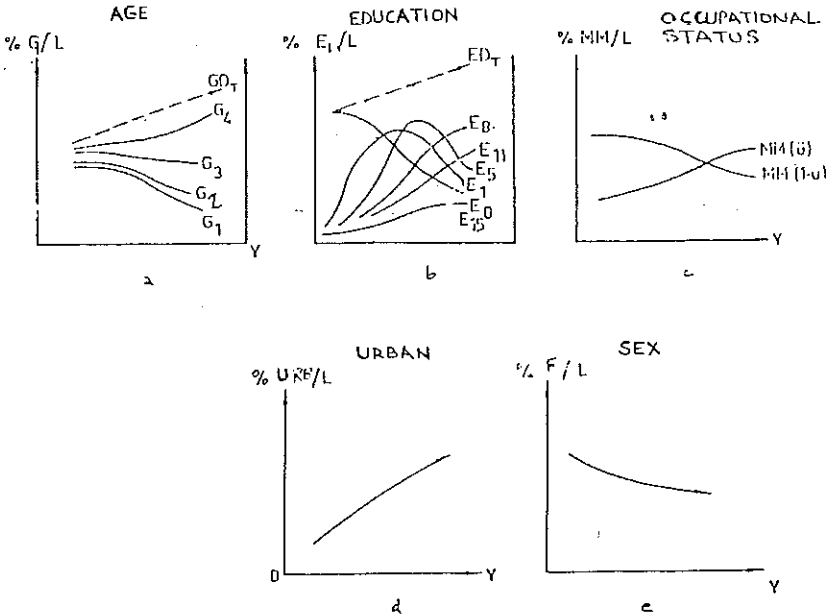 AGE
% G/L
GD_T
G_4
G_3
G_2
G_1
Y
a
EDUCATION
% E_i/L
ED_T
E_8
E_11
E_5
E_1
E_0
E_15
b
OCCUPATIONAL
STATUS
% MM/L
MM(ü)
MM(1-u)
Y
c
URBAN
% URB/L
0
Y
d
SEX
% F/L
Y
e